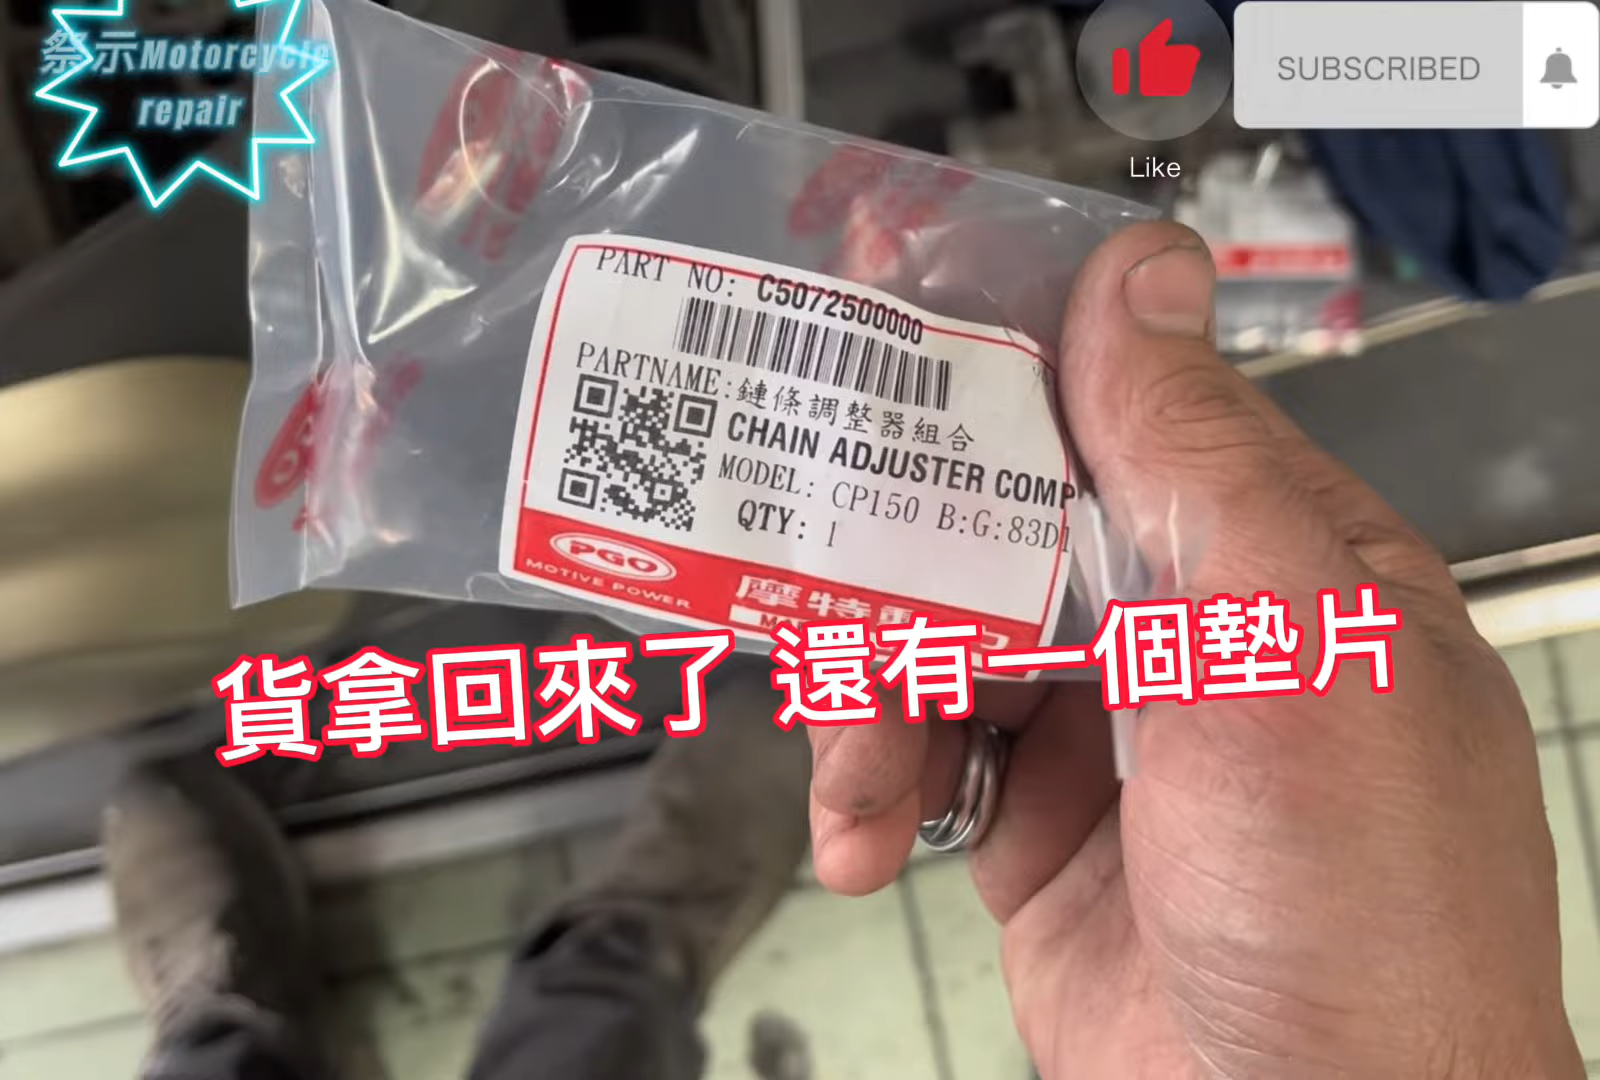 祭示Motorcycle
repair
SUBSCRIBED
Like
PART NO: C5072500000
PARTNAME:鏈條調整器組合
CHAIN ADJUSTER COMP
MODEL: CP150 B:G:83D1
QTY: 1
PGO
MOTIVE POWER
摩特動力
貨拿回來了 還有一個墊片